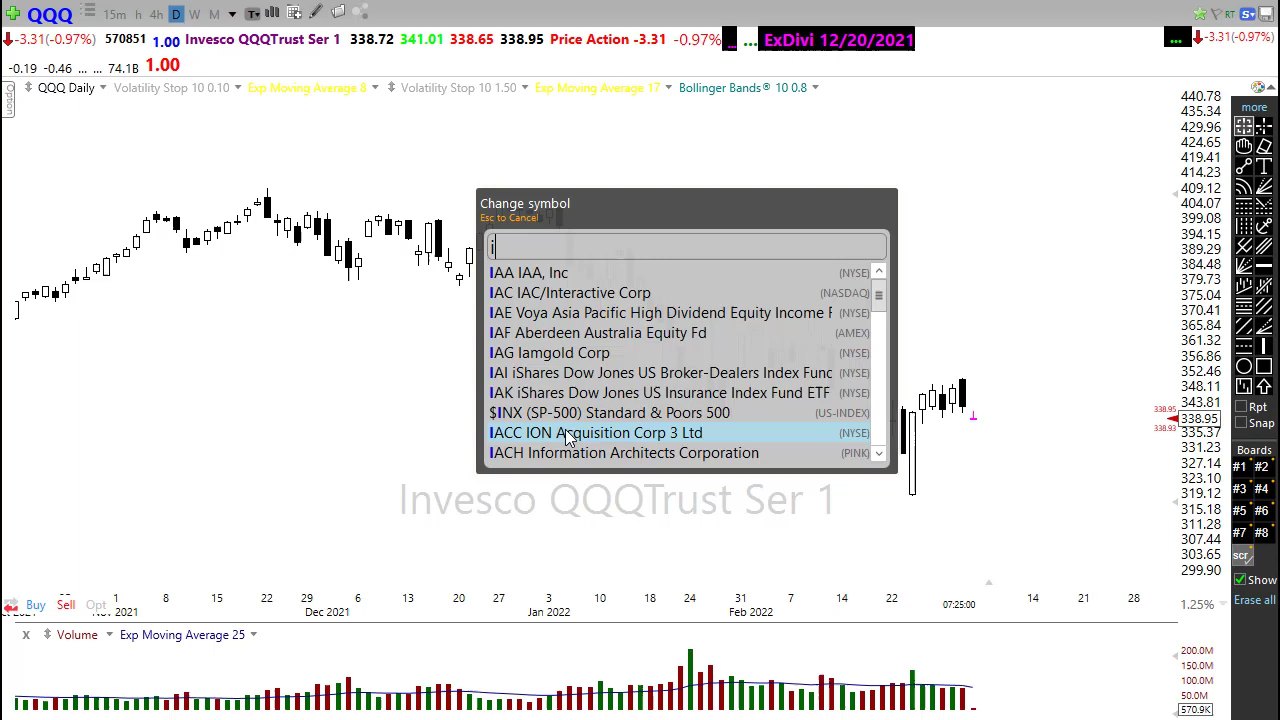 QQQ 15m h 4h D W M T RT S
-3.31(-0.97%) 570851 1.00 Invesco QQQTrust Ser 1 338.72 341.01 338.65 338.95 Price Action -3.31 -0.97% ... ... ExDivi 12/20/2021 ... -3.31(-0.97%)
-0.19 -0.46 ... ... 74.1B 1.00
Option
QQQ Daily Volatility Stop 10 0.10 Exp Moving Average 8 Volatility Stop 10 1.50 Exp Moving Average 17 Bollinger Bands® 10 0.8
440.78
435.34
429.96
424.65
419.41
414.23
409.12
404.07
399.08
394.15
389.29
384.48
379.73
375.04
370.41
365.84
361.32
356.86
352.46
348.11
343.81
338.95
338.95
338.93
335.37
331.23
327.14
323.10
319.12
315.18
311.28
307.44
303.65
299.90
more
T
Rpt
Snap
Boards
#1 #2
#3 #4
#5 #6
#7 #8
scr
Show
Erase all
Change symbol
Esc to Cancel
i
IAA IAA, Inc (NYSE)
IAC IAC/Interactive Corp (NASDAQ)
IAE Voya Asia Pacific High Dividend Equity Income F (NYSE)
IAF Aberdeen Australia Equity Fd (AMEX)
IAG Iamgold Corp (NYSE)
IAI iShares Dow Jones US Broker-Dealers Index Func (NYSE)
IAK iShares Dow Jones US Insurance Index Fund ETF (NYSE)
$INX (SP-500) Standard & Poors 500 (US-INDEX)
IACC ION Acquisition Corp 3 Ltd (NYSE)
IACH Information Architects Corporation (PINK)
Invesco QQQTrust Ser 1
Buy Sell Opt
1 8 15 22 29 6 13 20 27 10 18 24 31 7 14 22 07:25:00 14 21 28
2021 Dec 2021 Jan 2022 Feb 2022
1.25%
X Volume Exp Moving Average 25
200.0M
150.0M
100.0M
50.0M
570.9K